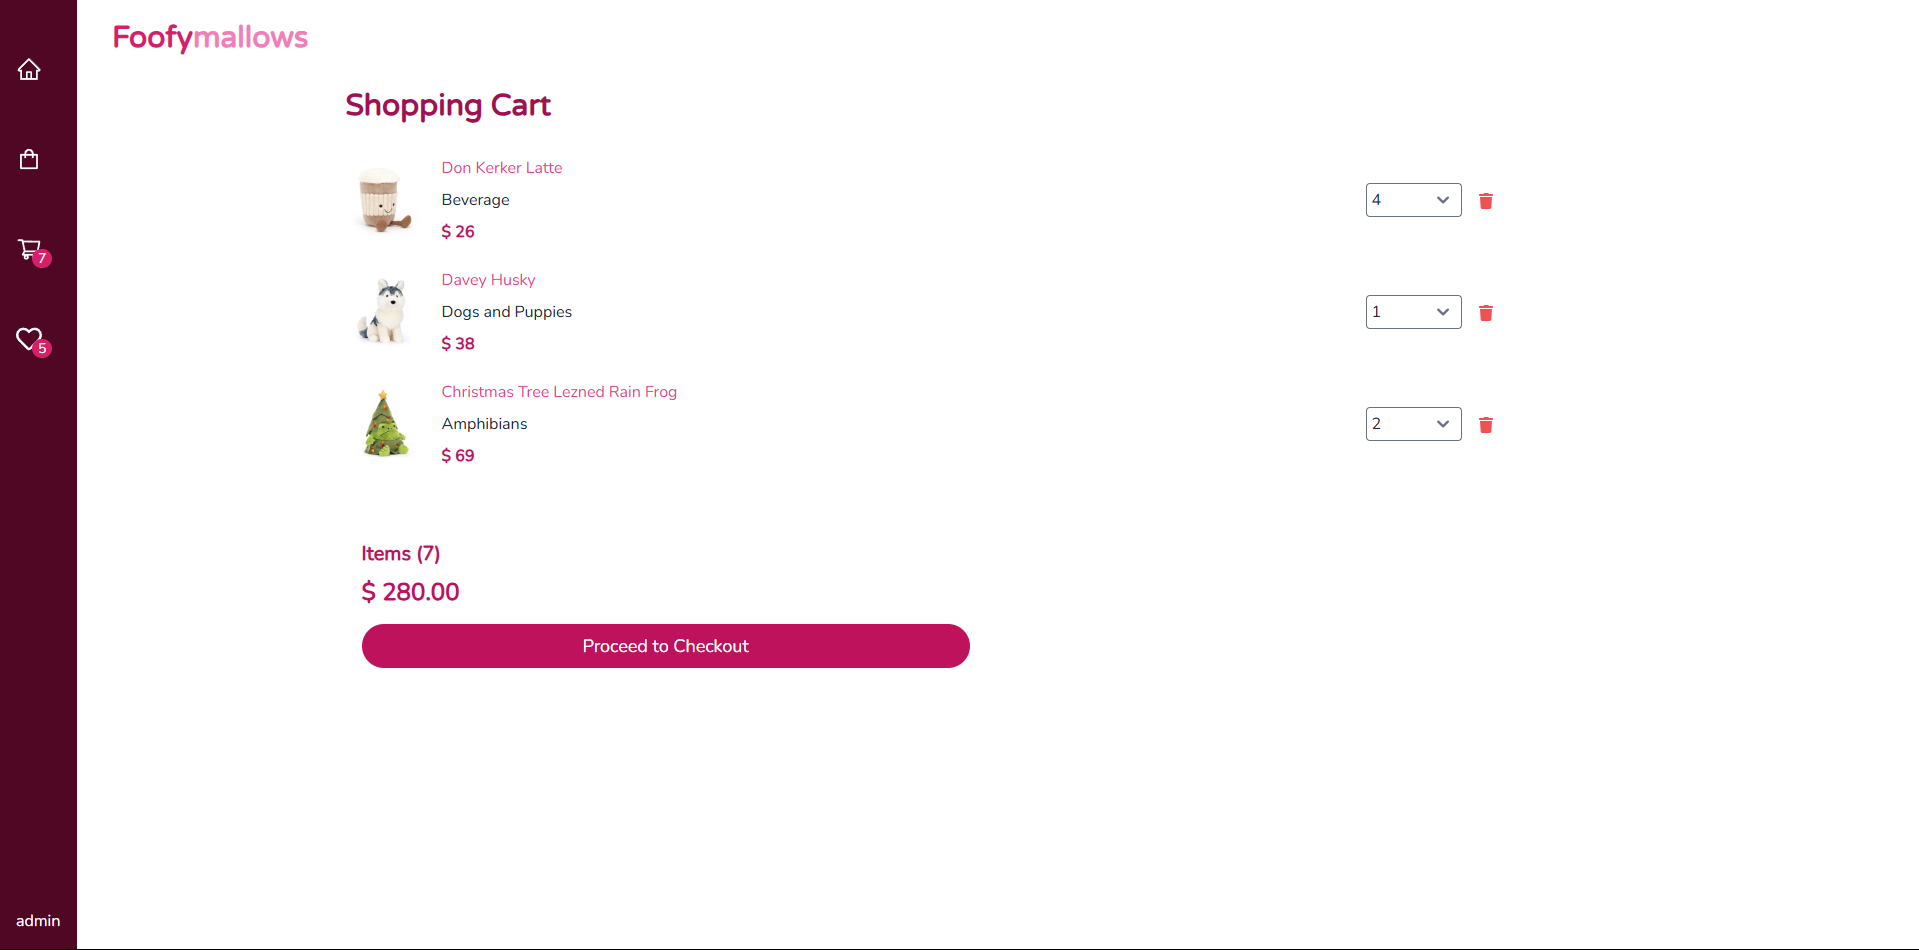 Foofymallows
Shopping Cart
Don Kerker Latte
Beverage
$ 26
4
Davey Husky
Dogs and Puppies
$ 38
1
Christmas Tree Lezned Rain Frog
Amphibians
$ 69
2
7
5
Items (7)
$ 280.00
Proceed to Checkout
admin